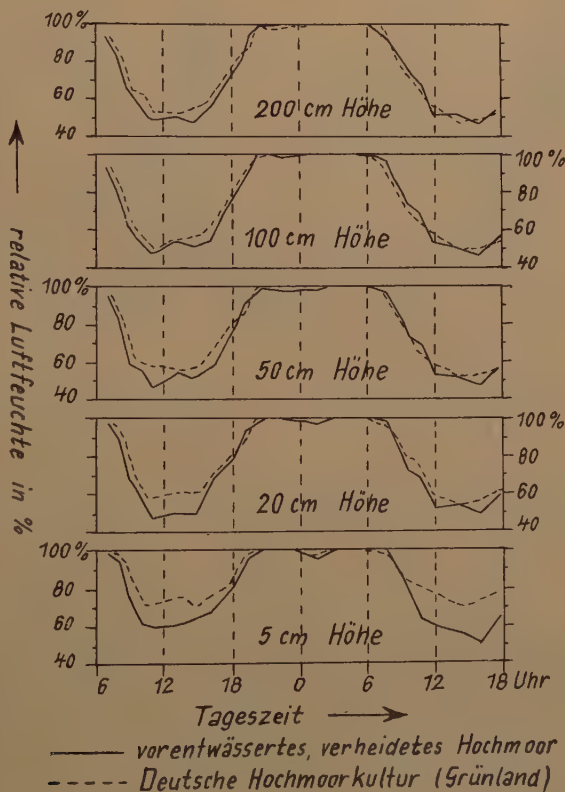 100%
80
60
40
200 cm Höhe
100%
80
60
40
100 cm Höhe
100%
80
60
40
50 cm Höhe
100%
80
60
40
20 cm Höhe
100%
80
60
40
5 cm Höhe
relative Luftfeuchte in %
6 12 18 0 6 12 18 Uhr
Tageszeit
vorentwässertes, verheidetes Hochmoor
Deutsche Hochmoorkultur (Grünland)